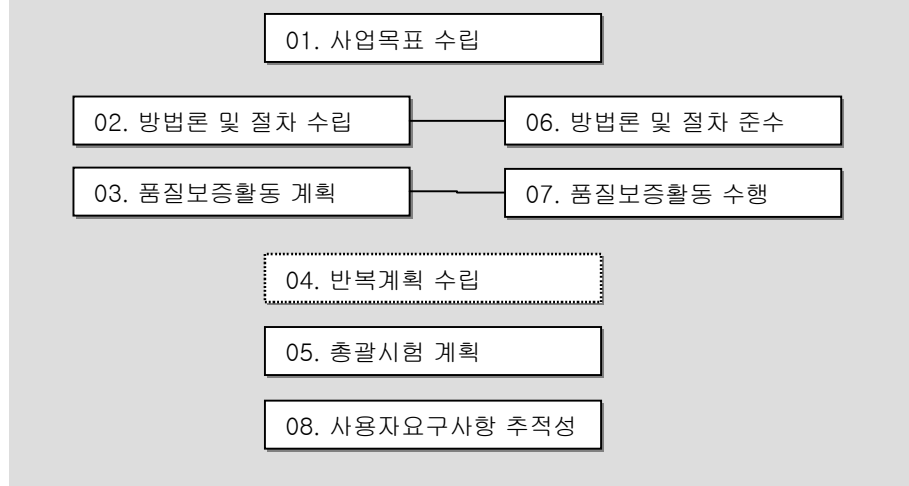 01. 사업목표 수립
02. 방법론 및 절차 수립
06. 방법론 및 절차 준수
03. 품질보증활동 계획
07. 품질보증활동 수행
04. 반복계획 수립
05. 총괄시험 계획
08. 사용자요구사항 추적성